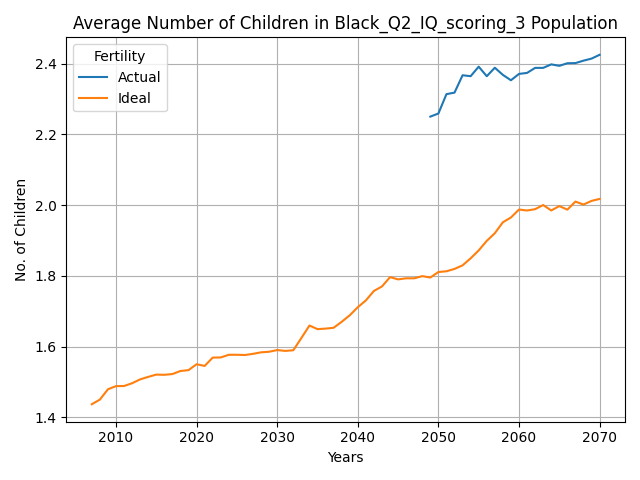 Average Number of Children in Black_Q2_IQ_scoring_3 Population
Fertility
Actual
Ideal
No. of Children
2.4
2.2
2.0
1.8
1.6
1.4
2010 2020 2030 2040 2050 2060 2070
Years